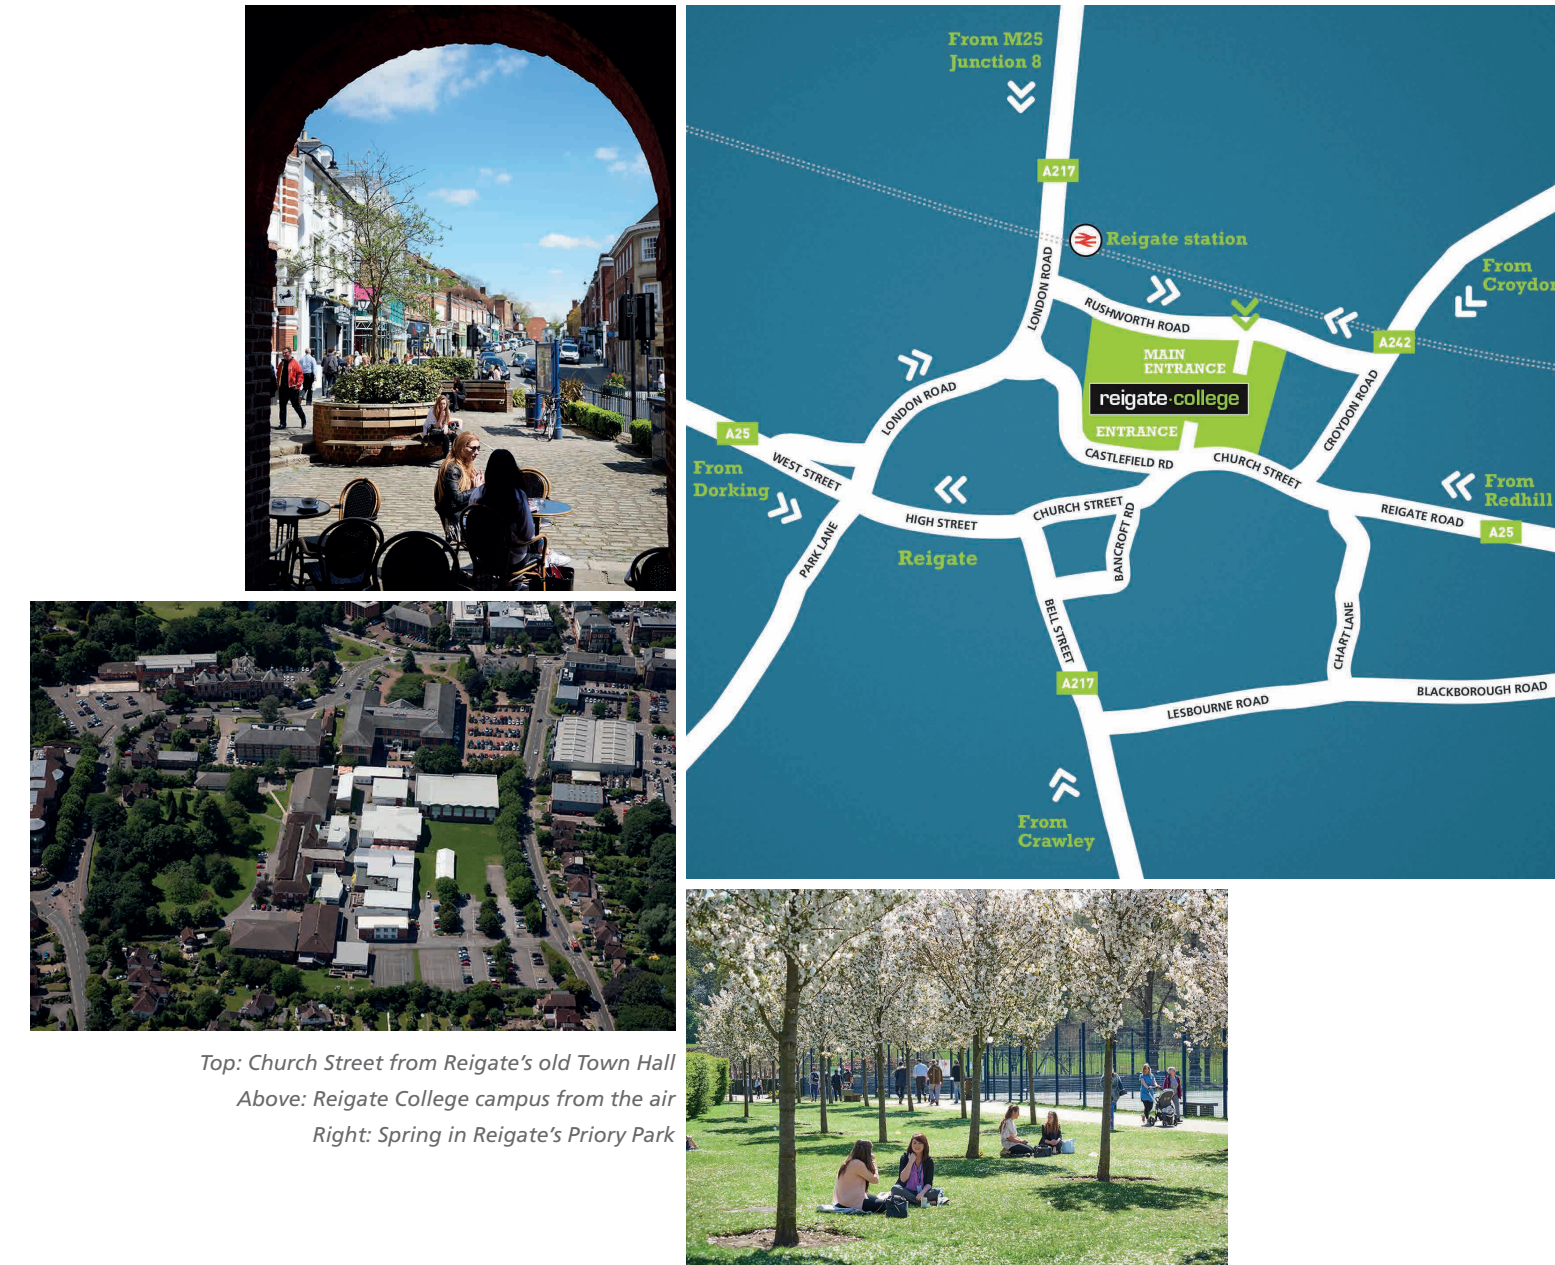 From M25
Junction 8
A217
Reigate station
From
Croydon
LONDON ROAD
RUSHWORTH ROAD
A242
MAIN
ENTRANCE
reigate·college
ENTRANCE
LONDON ROAD
CROYDON ROAD
A25
From
Dorking
WEST STREET
CASTLEFIELD RD
CHURCH STREET
From
Redhill
REIGATE ROAD
A25
HIGH STREET
CHURCH STREET
BANCROFT RD
PARK LANE
Reigate
BELL STREET
CHART LANE
A217
LESBOURNE ROAD
BLACKBOROUGH ROAD
From
Crawley
Top: Church Street from Reigate’s old Town Hall
Above: Reigate College campus from the air
Right: Spring in Reigate’s Priory Park